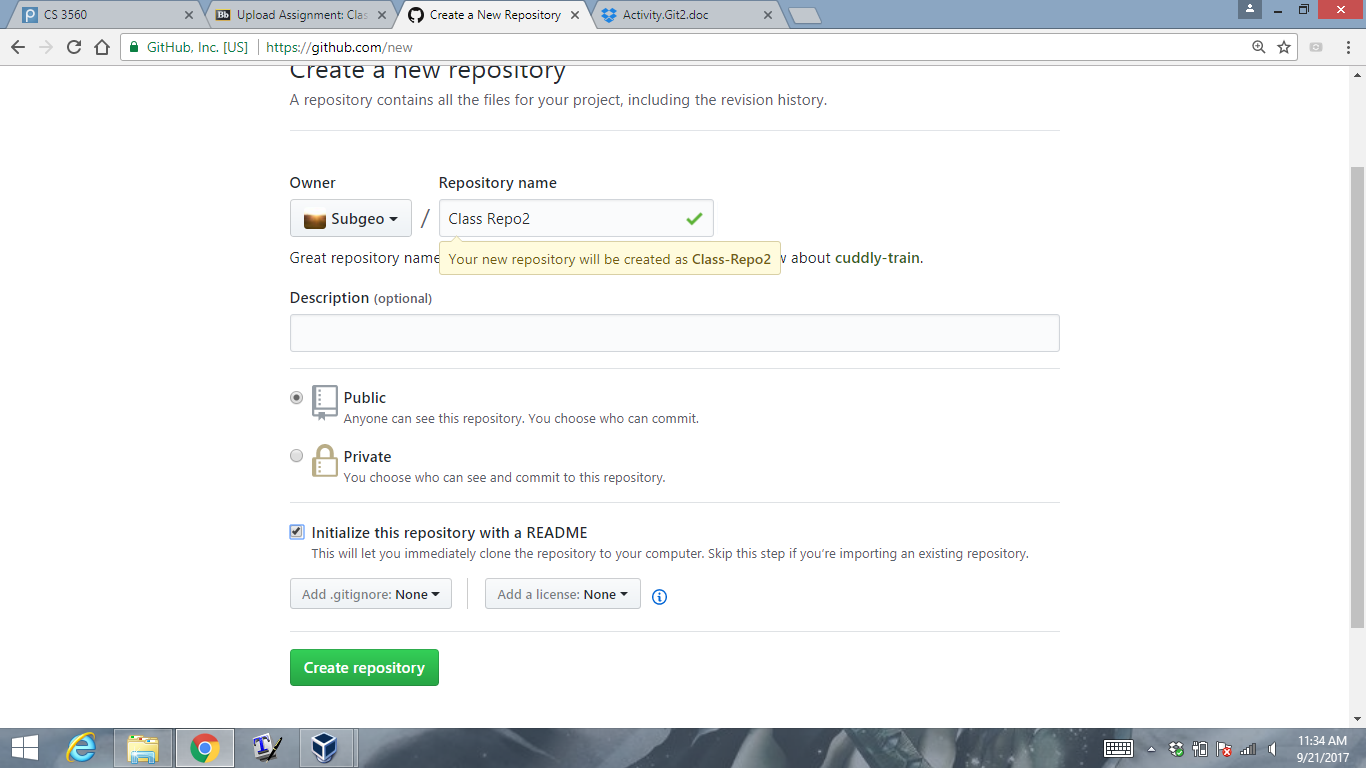 CS 3560
Bb Upload Assignment: Clas
Create a New Repository
Activity.Git2.doc
GitHub, Inc. [US] https://github.com/new
Create a new repository
A repository contains all the files for your project, including the revision history.
Owner Repository name
Subgeo / Class Repo2
Your new repository will be created as Class-Repo2
Great repository name w about cuddly-train.
Description (optional)
Public
Anyone can see this repository. You choose who can commit.
Private
You choose who can see and commit to this repository.
Initialize this repository with a README
This will let you immediately clone the repository to your computer. Skip this step if you're importing an existing repository.
Add .gitignore: None Add a license: None
Create repository
11:34 AM
9/21/2017